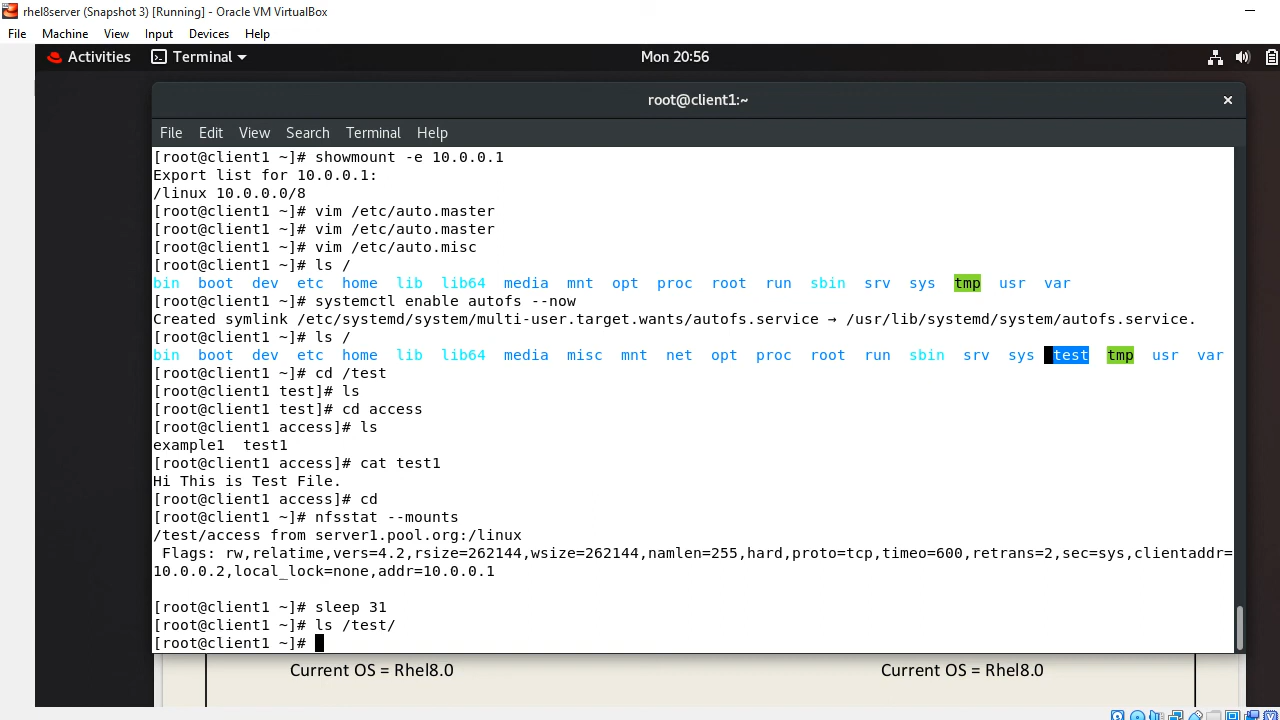 rhel8server (Snapshot 3) [Running] - Oracle VM VirtualBox
File Machine View Input Devices Help
Activities Terminal Mon 20:56
root@client1:~
File Edit View Search Terminal Help
[root@client1 ~]# showmount -e 10.0.0.1
Export list for 10.0.0.1:
/linux 10.0.0.0/8
[root@client1 ~]# vim /etc/auto.master
[root@client1 ~]# vim /etc/auto.master
[root@client1 ~]# vim /etc/auto.misc
[root@client1 ~]# ls /
bin boot dev etc home lib lib64 media mnt opt proc root run sbin srv sys tmp usr var
[root@client1 ~]# systemctl enable autofs --now
Created symlink /etc/systemd/system/multi-user.target.wants/autofs.service → /usr/lib/systemd/system/autofs.service.
[root@client1 ~]# ls /
bin boot dev etc home lib lib64 media misc mnt net opt proc root run sbin srv sys test tmp usr var
[root@client1 ~]# cd /test
[root@client1 test]# ls
[root@client1 test]# cd access
[root@client1 access]# ls
example1 test1
[root@client1 access]# cat test1
Hi This is Test File.
[root@client1 access]# cd
[root@client1 ~]# nfsstat --mounts
/test/access from server1.pool.org:/linux
Flags: rw,relatime,vers=4.2,rsize=262144,wsize=262144,namlen=255,hard,proto=tcp,timeo=600,retrans=2,sec=sys,clientaddr=
10.0.0.2,local_lock=none,addr=10.0.0.1
[root@client1 ~]# sleep 31
[root@client1 ~]# ls /test/
[root@client1 ~]#
Current OS = Rhel8.0 Current OS = Rhel8.0